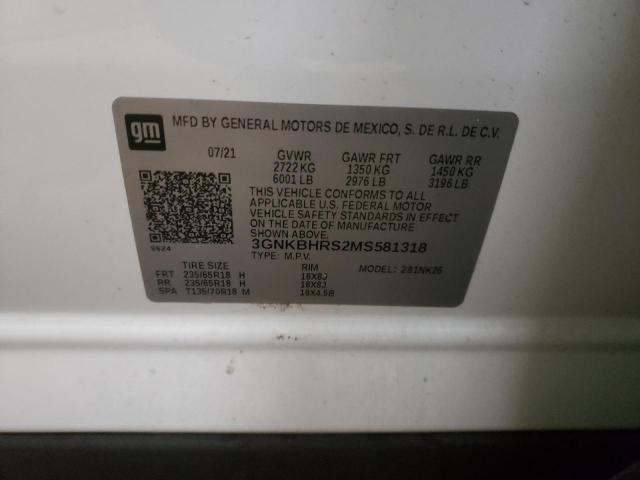 gm MFD BY GENERAL MOTORS DE MEXICO, S. DE R.L. DE C.V.
07/21 GVWR GAWR FRT GAWR RR
2722 KG 1350 KG 1450 KG
6001 LB 2976 LB 3196 LB
THIS VEHICLE CONFORMS TO ALL
APPLICABLE U.S. FEDERAL MOTOR
VEHICLE SAFETY STANDARDS IN EFFECT
ON THE DATE OF MANUFACTURE
SHOWN ABOVE.
3GNKBHRS2MS581318
S624 TYPE: M.P.V.
TIRE SIZE RIM MODEL: 281NK26
FRT 235/65R18 H 18X8J
RR 235/65R18 H 18X8J
SPA T135/70R18 M 18X4.5B